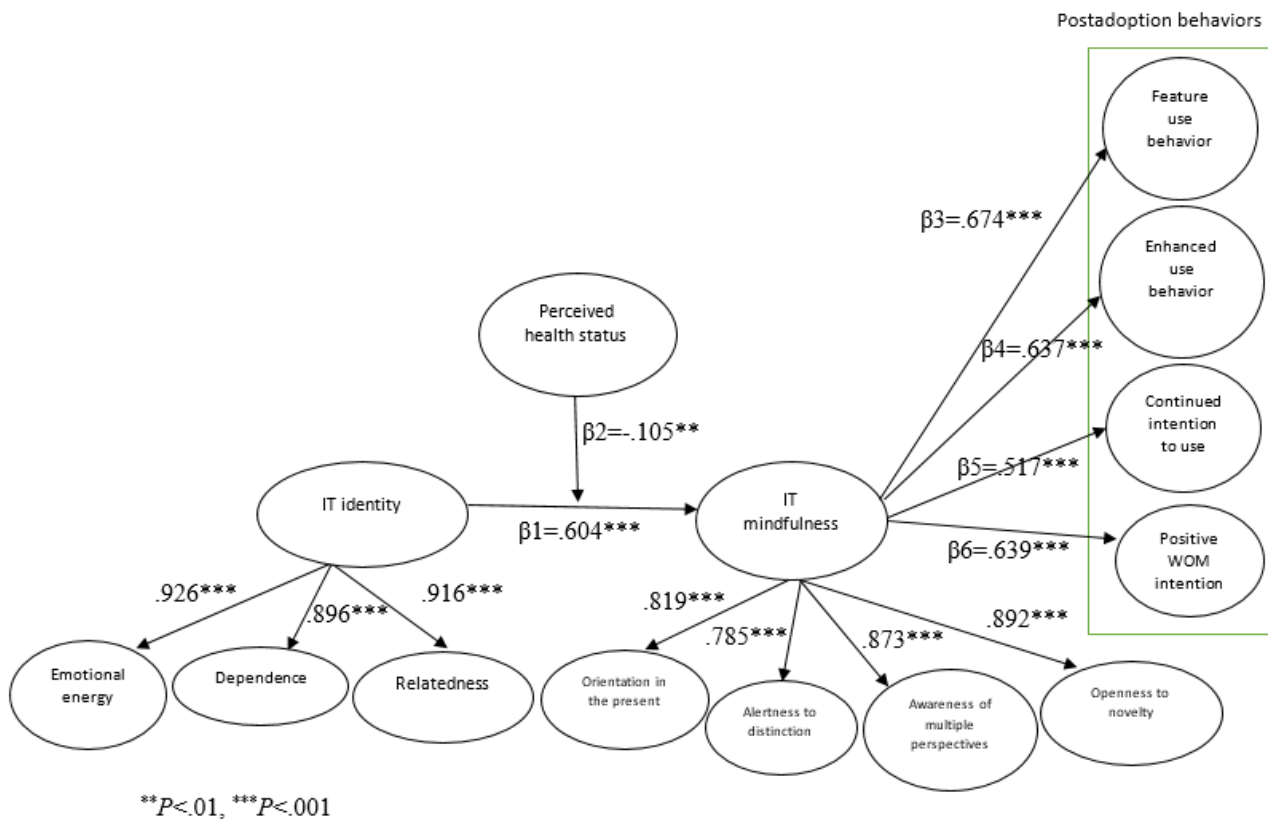 Postadoption behaviors
Feature
use
behavior
β3=.674***
Enhanced
use
behavior
Perceived
health status
β4=.637***
Continued
intention
to use
β2=-.105**
β5=.517***
IT identity
IT
mindfulness
β1=.604***
β6=.639***
Positive
WOM
intention
.926***
.896***
.916***
.819***
.785***
.873***
.892***
Emotional
energy
Dependence
Relatedness
Orientation in
the present
Alertness to
distinction
Awareness of
multiple
perspectives
Openness to
novelty
**P<.01, ***P<.001